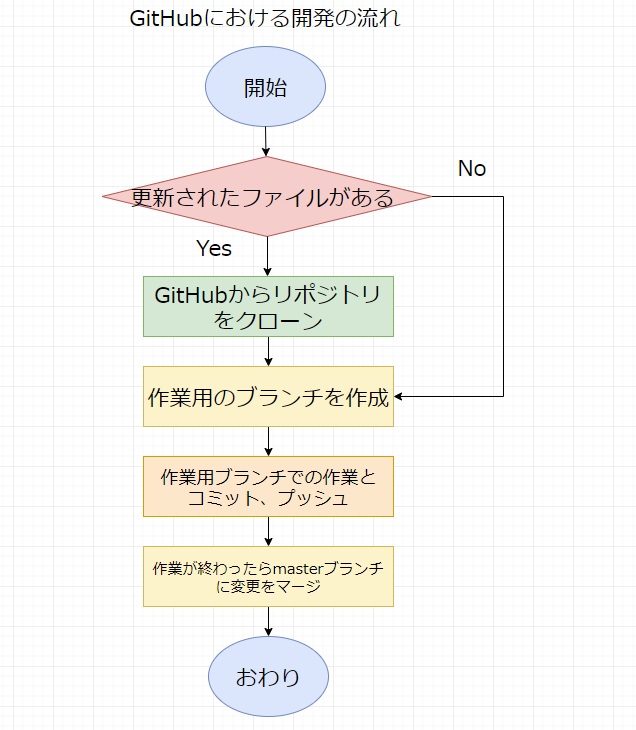 GitHubにおける開発の流れ
開始
更新されたファイルがある
No
Yes
GitHubからリポジトリ
をクローン
作業用のブランチを作成
作業用ブランチでの作業と
コミット、プッシュ
作業が終わったらmasterブランチ
に変更をマージ
おわり